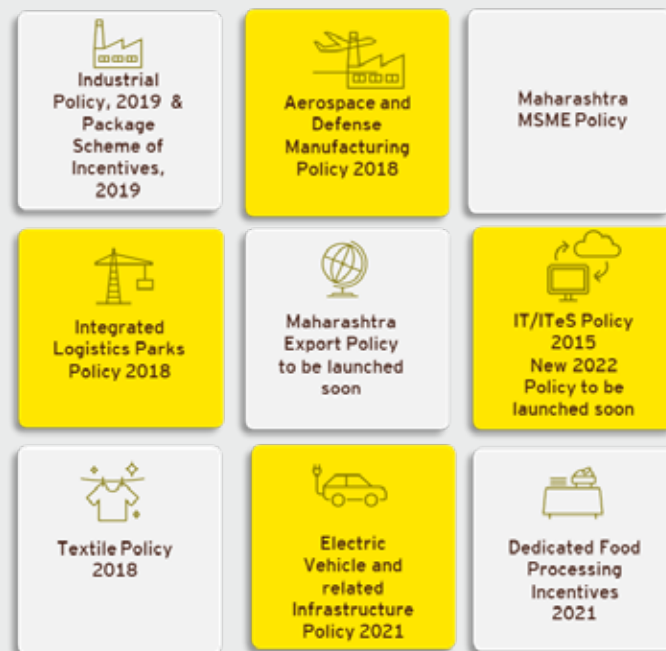 Industrial
Policy, 2019 &
Package
Scheme of
Incentives,
2019
Aerospace and
Defense
Manufacturing
Policy 2018
Maharashtra
MSME Policy
Integrated
Logistics Parks
Policy 2018
Maharashtra
Export Policy
to be launched
soon
IT/ITeS Policy
2015
New 2022
Policy to be
launched soon
Textile Policy
2018
Electric
Vehicle and
related
Infrastructure
Policy 2021
Dedicated Food
Processing
Incentives
2021